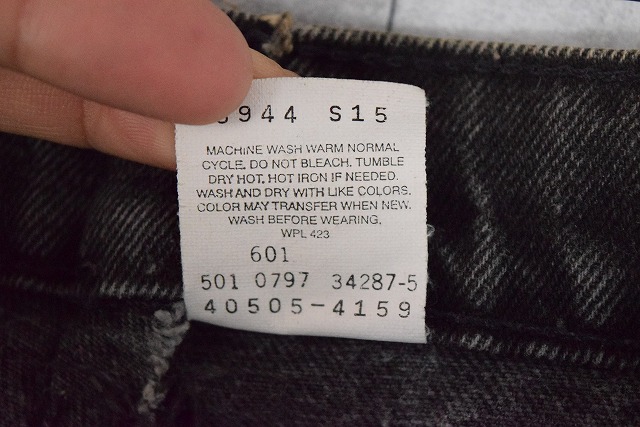 944 S15
MACHINE WASH WARM NORMAL
CYCLE. DO NOT BLEACH. TUMBLE
DRY HOT. HOT IRON IF NEEDED.
WASH AND DRY WITH LIKE COLORS.
COLOR MAY TRANSFER WHEN NEW.
WASH BEFORE WEARING.
WPL 423
601
501 0797 34287-5
40505-4159